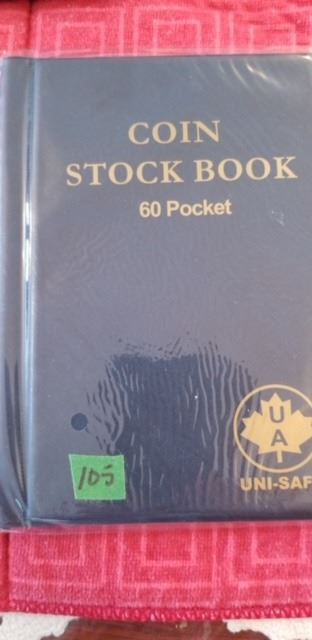 COIN
STOCK BOOK
60 Pocket
105
U
A
UNI-SAF